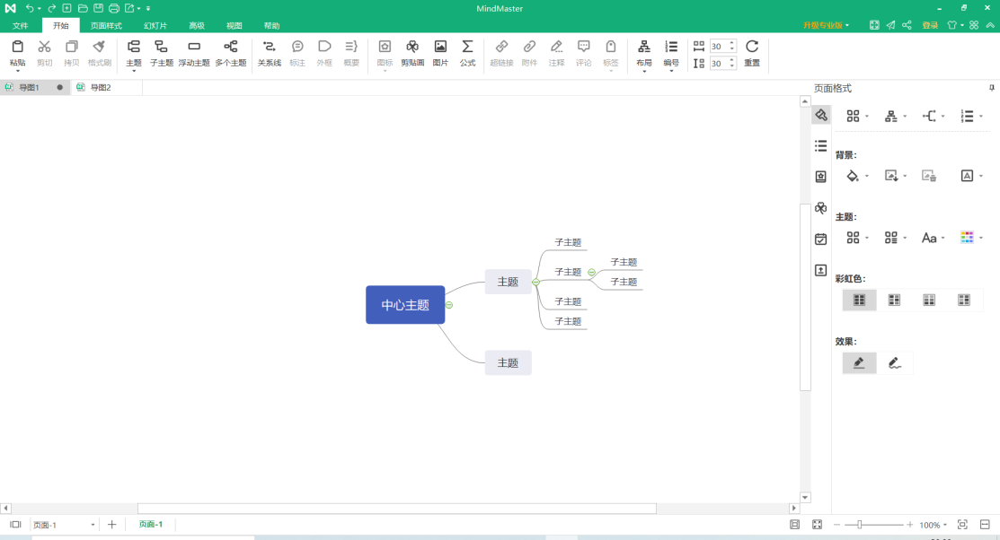 MindMaster
文件 开始 页面样式 幻灯片 高级 视图 帮助 升级专业版 登录
粘贴 剪切 拷贝 格式刷 主题 子主题 浮动主题 多个主题 关系线 标注 外框 概要 图标 剪贴画 图片 公式 超链接 附件 注释 评论 标签 布局 编号 30 30 重置
导图1 导图2
页面格式
背景:
主题:
Aa
彩虹色:
效果:
子主题
子主题
子主题
主题
子主题
中心主题
子主题
子主题
主题
页面-1 页面-1 100%